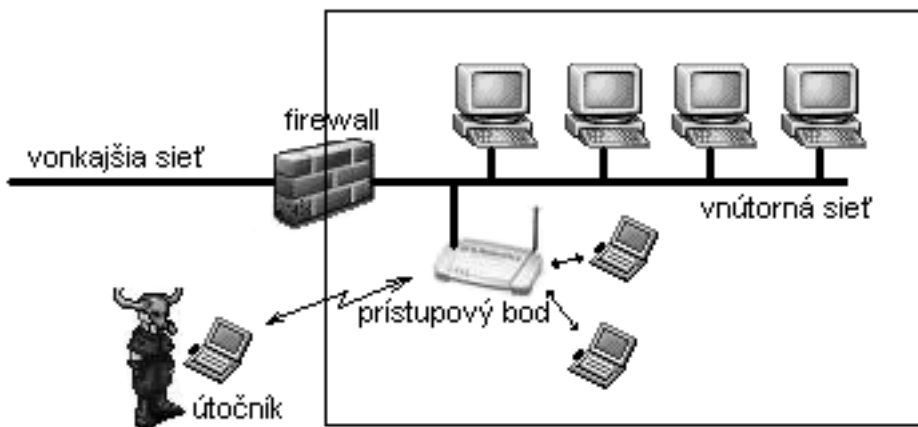 firewall
vonkajšia sieť
vnútorná sieť
prístupový bod
útočník